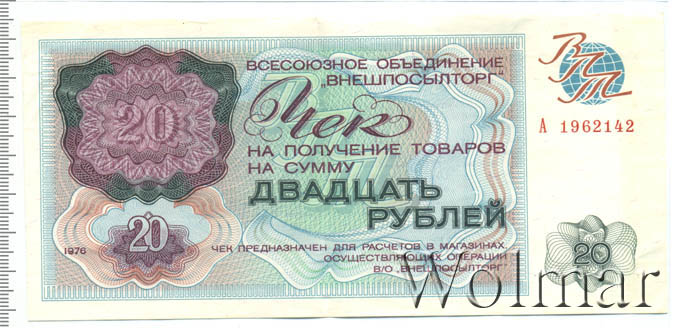 ВСЕСОЮЗНОЕ ОБЪЕДИНЕНИЕ
„ВНЕШПОСЫЛТОРГ"
ВПТ
20
Чек
А 1962142
НА ПОЛУЧЕНИЕ ТОВАРОВ
НА СУММУ
ДВАДЦАТЬ
РУБЛЕЙ
20
1976
ЧЕК ПРЕДНАЗНАЧЕН ДЛЯ РАСЧЕТОВ В МАГАЗИНАХ,
ОСУЩЕСТВЛЯЮЩИХ ОПЕРАЦИИ
В/О „ВНЕШПОСЫЛТОРГ"
20
Wolmar